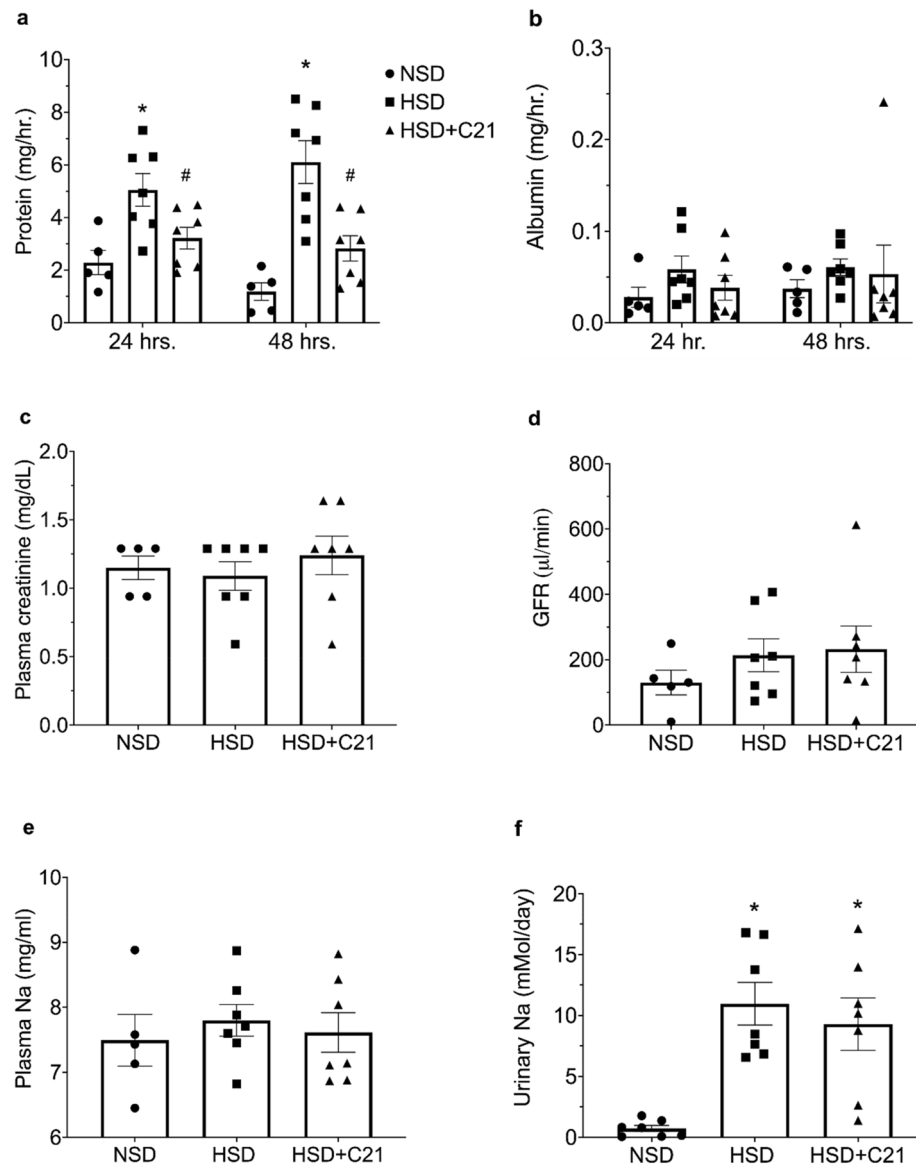 a
Protein (mg/hr.)
10
8
6
4
2
0
*
#
*
#
24 hrs.
48 hrs.
NSD
HSD
HSD+C21
b
Albumin (mg/hr.)
0.3
0.2
0.1
0.0
24 hr.
48 hrs.
c
Plasma creatinine (mg/dL)
2.0
1.5
1.0
0.5
0.0
NSD HSD HSD+C21
d
GFR (µl/min)
800
600
400
200
0
NSD HSD HSD+C21
e
Plasma Na (mg/ml)
10
9
8
7
6
NSD HSD HSD+C21
f
Urinary Na (mMol/day)
20
15
10
5
0
* *
NSD HSD HSD+C21